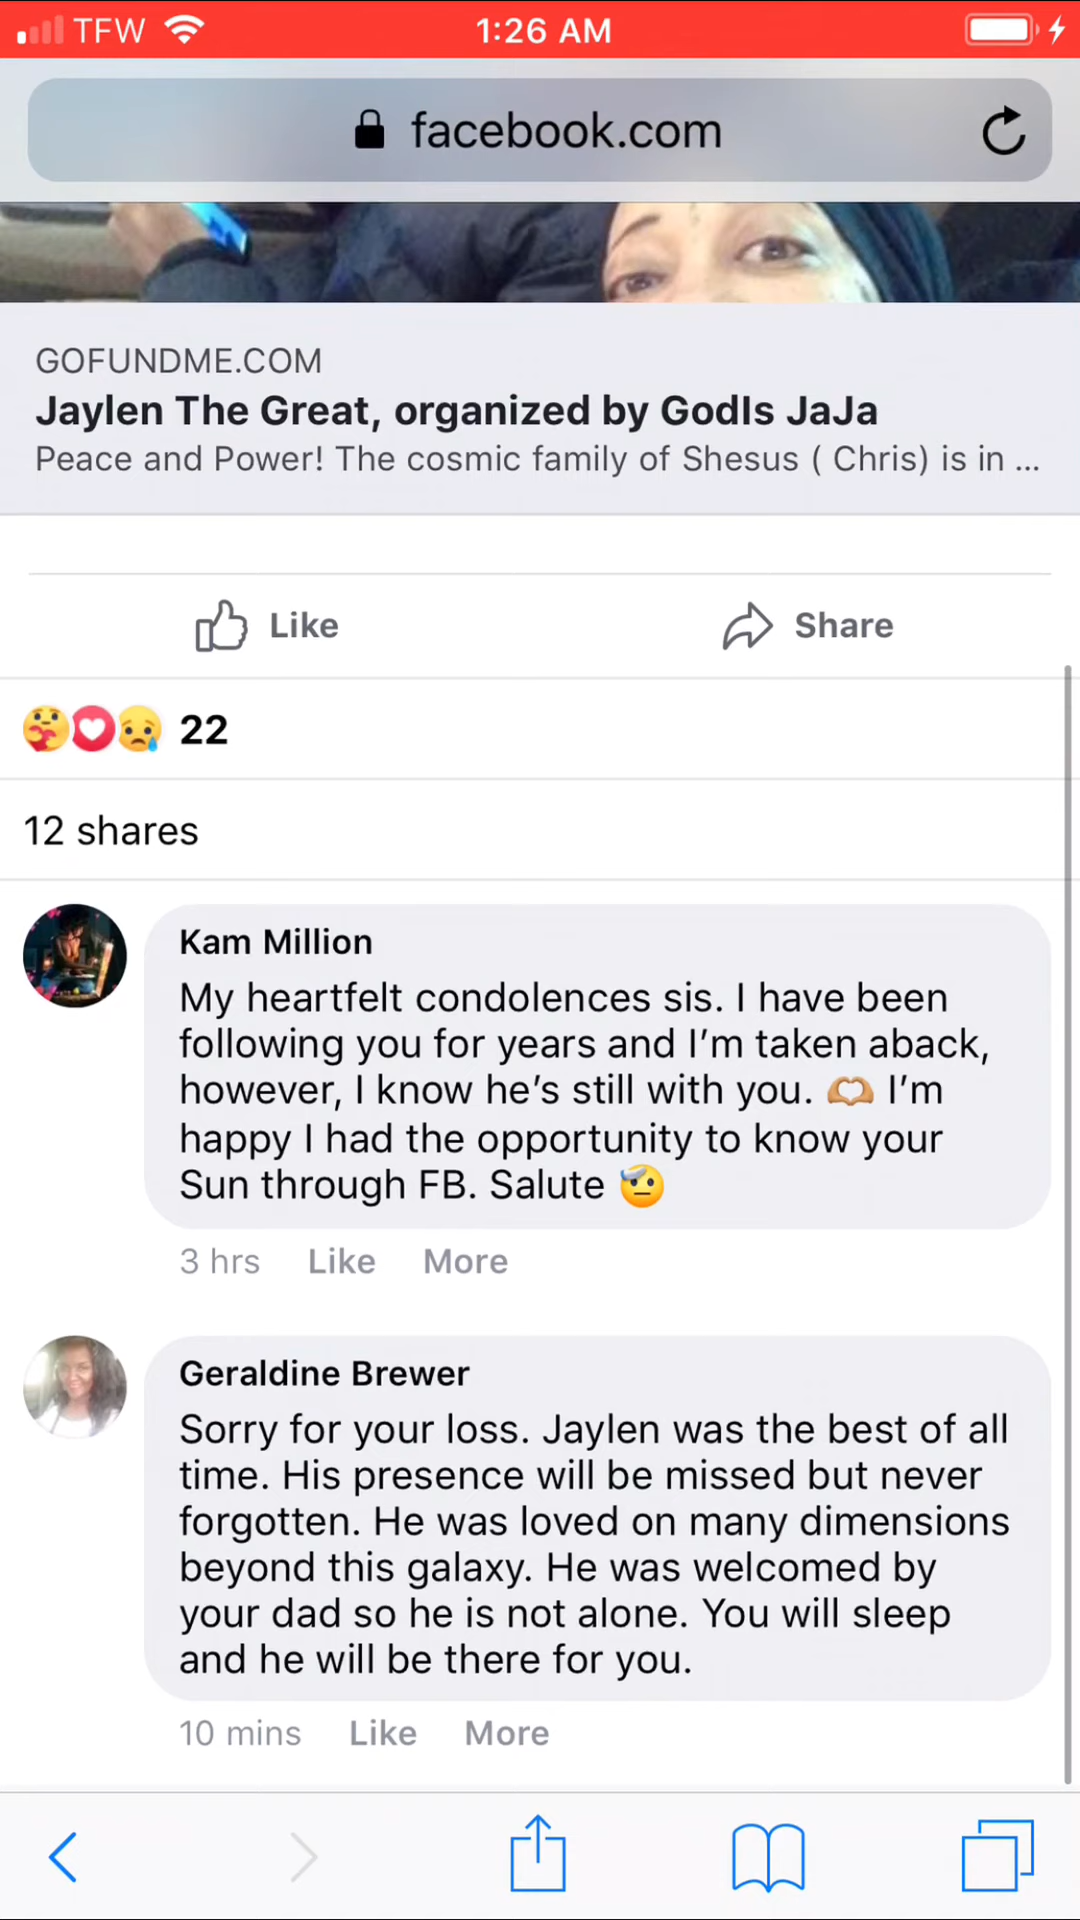 TFW 1:26 AM
facebook.com
GOFUNDME.COM
Jaylen The Great, organized by GodIs JaJa
Peace and Power! The cosmic family of Shesus ( Chris) is in ...
Like Share
22
12 shares
Kam Million
My heartfelt condolences sis. I have been
following you for years and I’m taken aback,
however, I know he’s still with you. 🫶🏼 I’m
happy I had the opportunity to know your
Sun through FB. Salute 🤕
3 hrs Like More
Geraldine Brewer
Sorry for your loss. Jaylen was the best of all
time. His presence will be missed but never
forgotten. He was loved on many dimensions
beyond this galaxy. He was welcomed by
your dad so he is not alone. You will sleep
and he will be there for you.
10 mins Like More